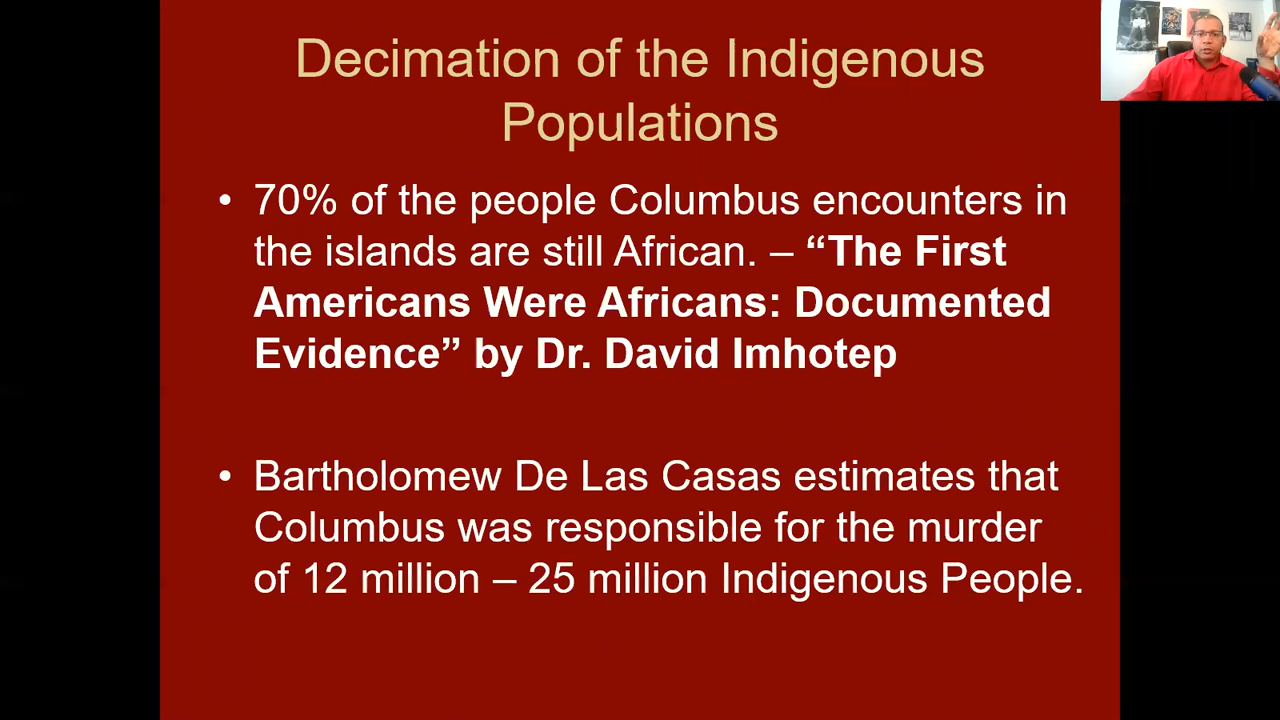 Decimation of the Indigenous
Populations
• 70% of the people Columbus encounters in
the islands are still African. – “The First
Americans Were Africans: Documented
Evidence” by Dr. David Imhotep
• Bartholomew De Las Casas estimates that
Columbus was responsible for the murder
of 12 million – 25 million Indigenous People.